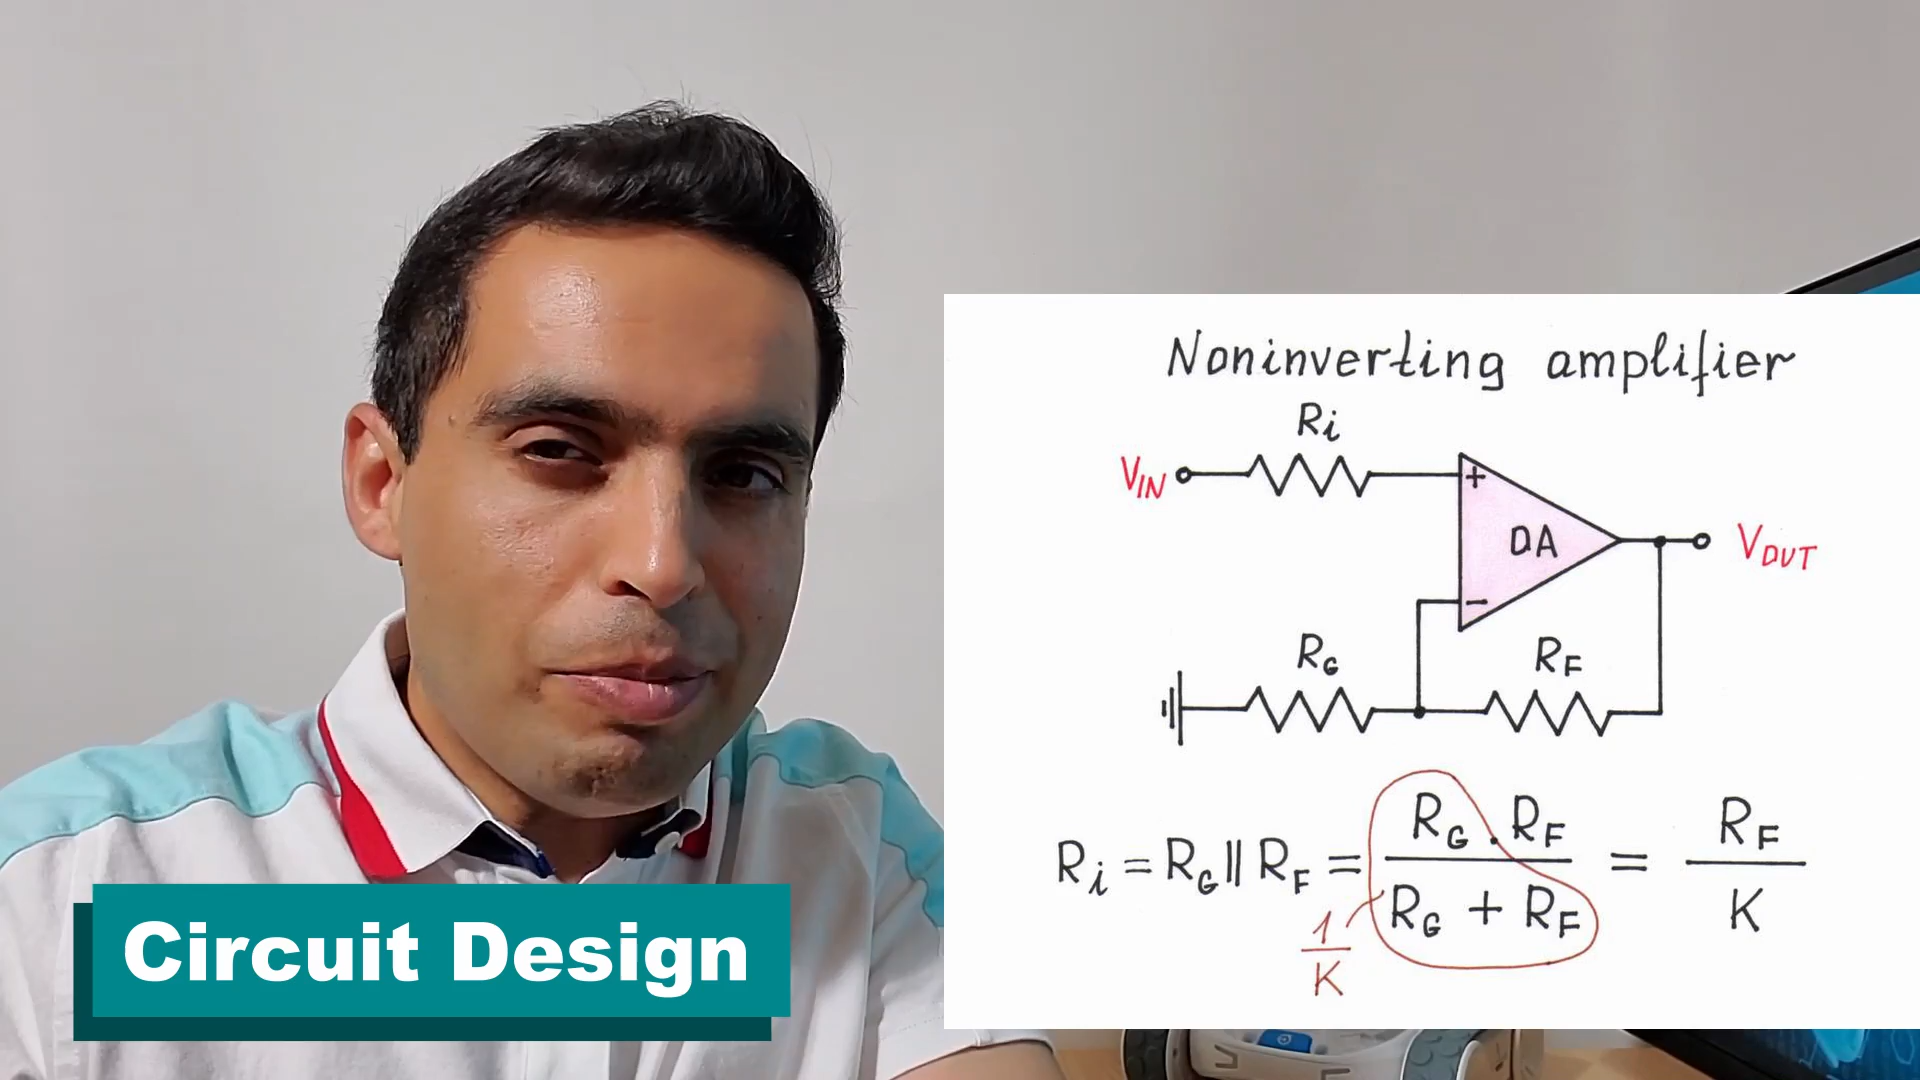 Noninverting amplifier
Ri
VIN
+
DA
VOUT
−
RG
RF
Ri = RG || RF = RG . RF / RG + RF = RF / K
1 / K
Circuit Design